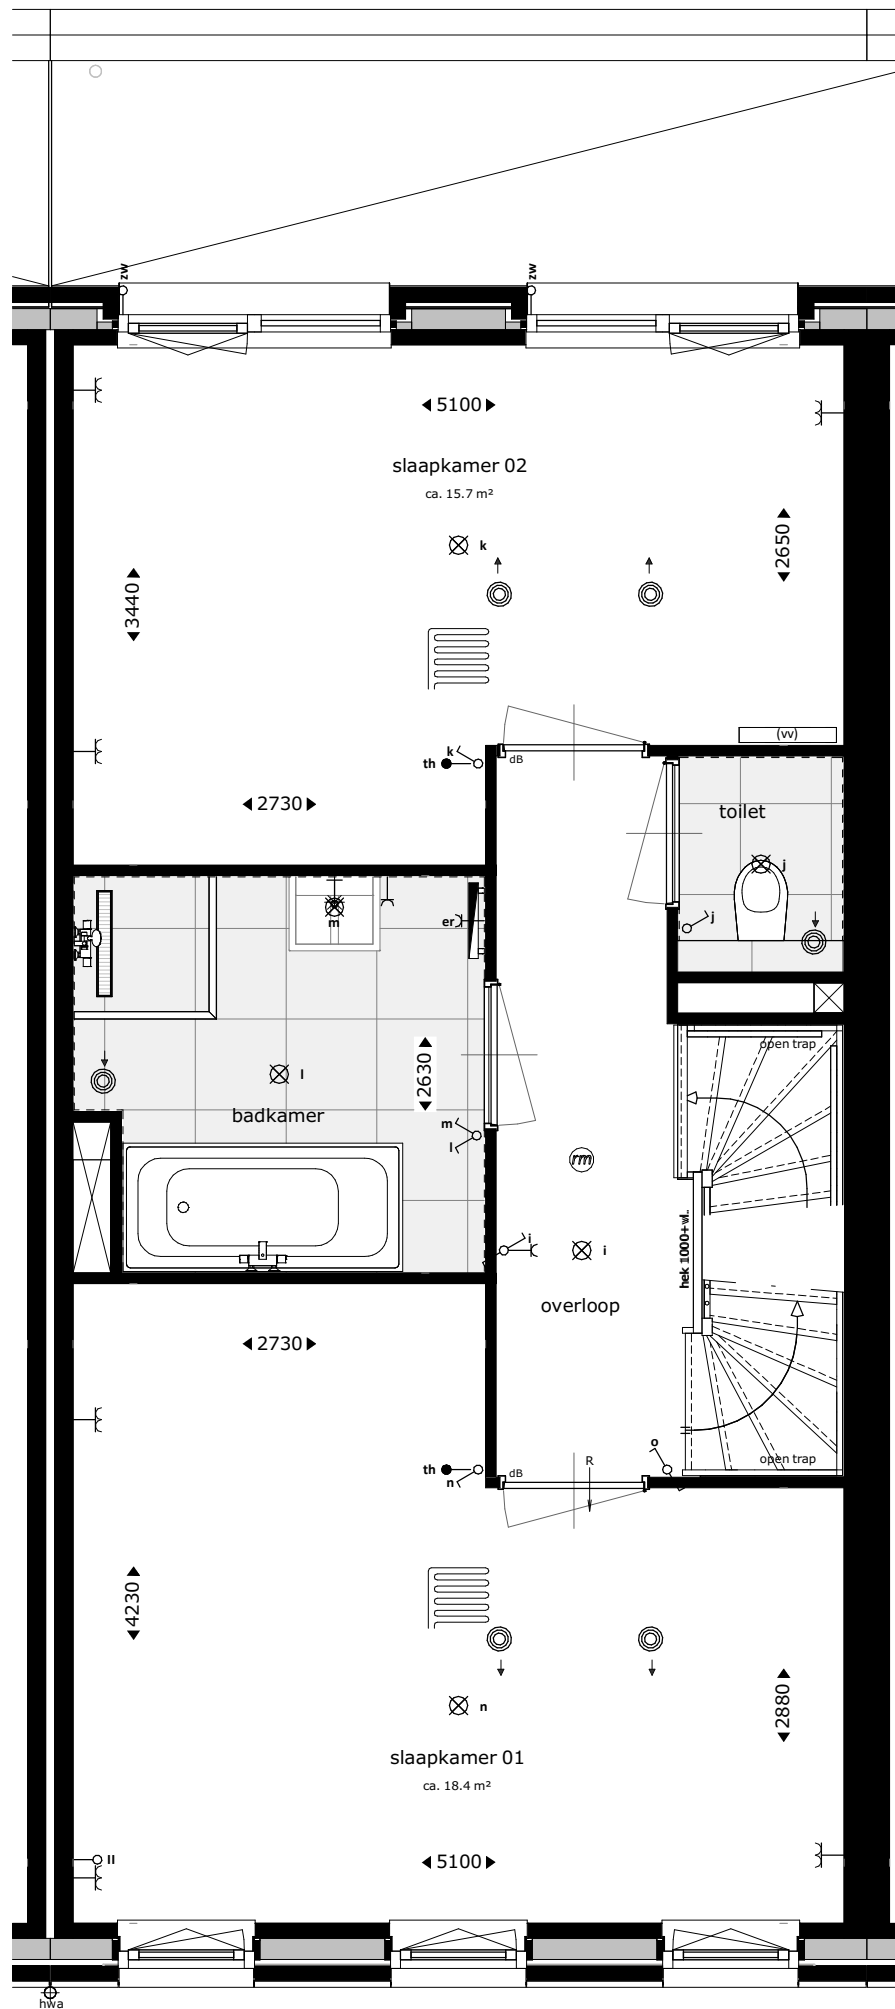 zw
zw
5100
slaapkamer 02
ca. 15.7 m²
k
2650
3440
(vv)
k
th
dB
2730
toilet
j
m
er
j
open trap
l
2630
badkamer
m
l
rm
i
i
hek 1000+vl.
overloop
2730
o
th
n
dB
R
open trap
4230
n
2880
slaapkamer 01
ca. 18.4 m²
II
5100
hwa